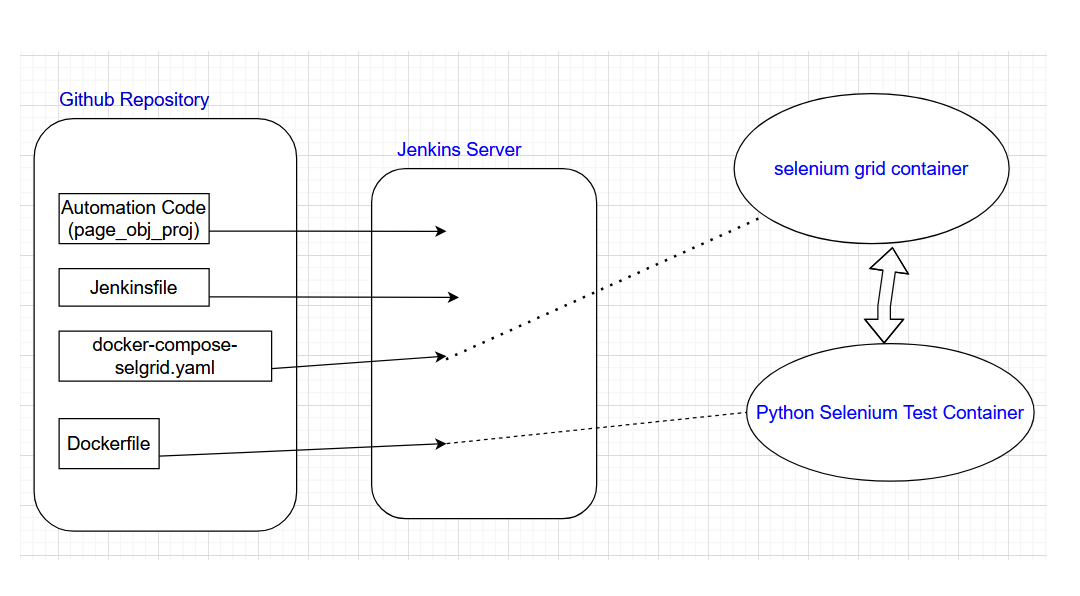 Github Repository
Automation Code
(page_obj_proj)
Jenkinsfile
docker-compose-
selgrid.yaml
Dockerfile
Jenkins Server
selenium grid container
Python Selenium Test Container